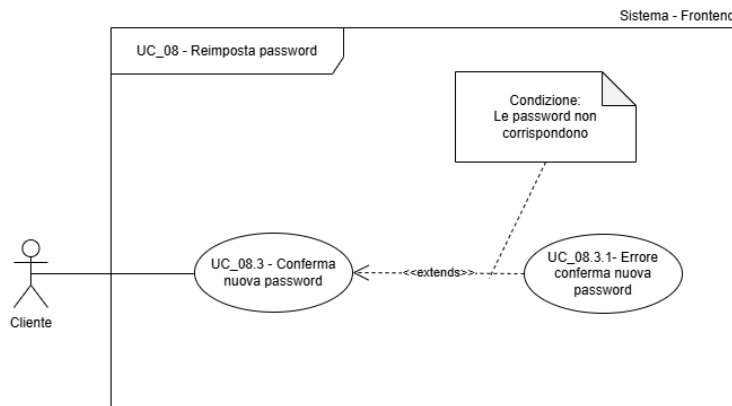 Sistema - Frontend
UC_08 - Reimposta password
Condizione:
Le password non
corrispondono
UC_08.3 - Conferma
nuova password
<<extends>>
UC_08.3.1- Errore
conferma nuova
password
Cliente